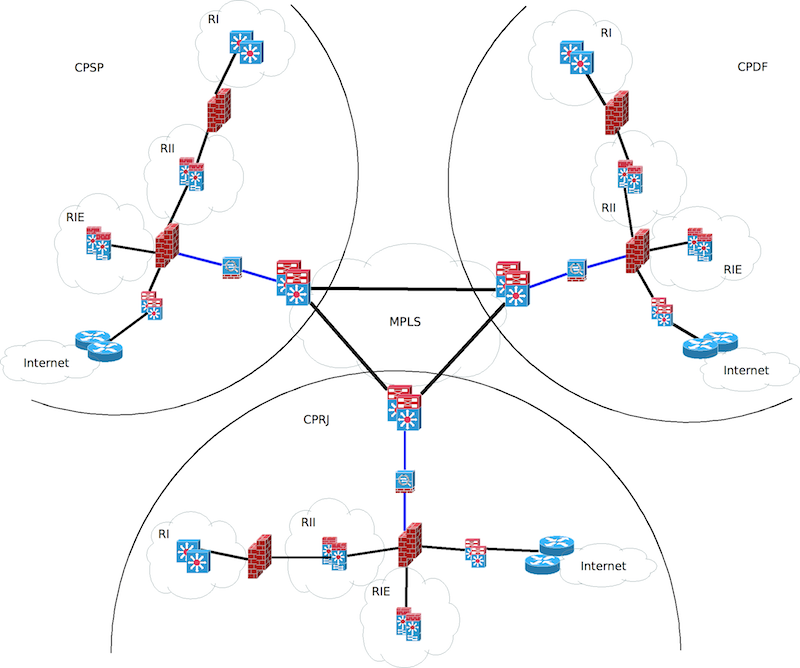 RI
CPSP
RII
RIE
Internet
RI
CPDF
RII
RIE
Internet
MPLS
CPRJ
RI
RII
RIE
Internet